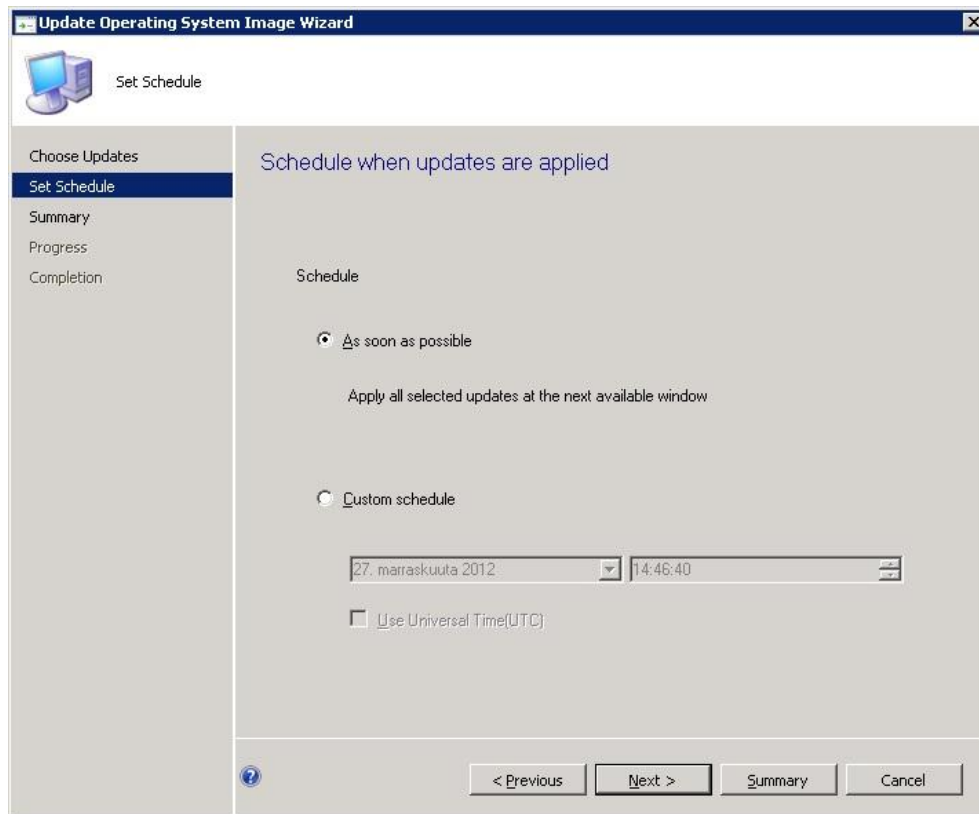 Update Operating System Image Wizard
Set Schedule
Choose Updates
Set Schedule
Summary
Progress
Completion
Schedule when updates are applied
Schedule
As soon as possible
Apply all selected updates at the next available window
Custom schedule
27. marraskuuta 2012 14:46:40
Use Universal Time(UTC)
< Previous Next > Summary Cancel